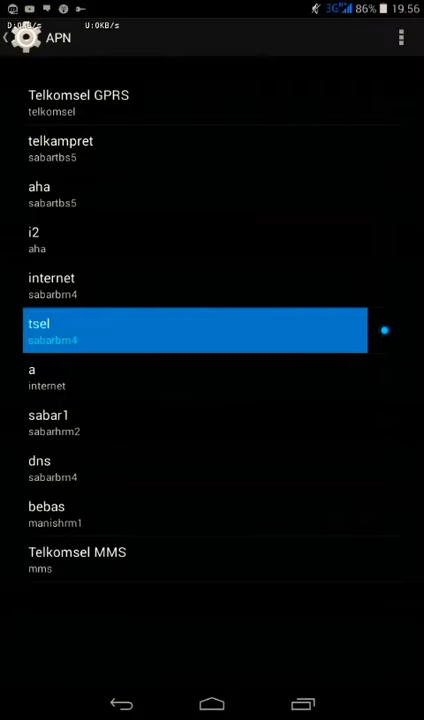 3G
86%
19.56
D:0KB/s
U:0KB/s
APN
Telkomsel GPRS
telkomsel
telkampret
sabartbs5
aha
sabartbs5
i2
aha
internet
sabarbrn4
tsel
sabarbrn4
a
internet
sabar1
sabarhrm2
dns
sabarbrn4
bebas
manishrm1
Telkomsel MMS
mms